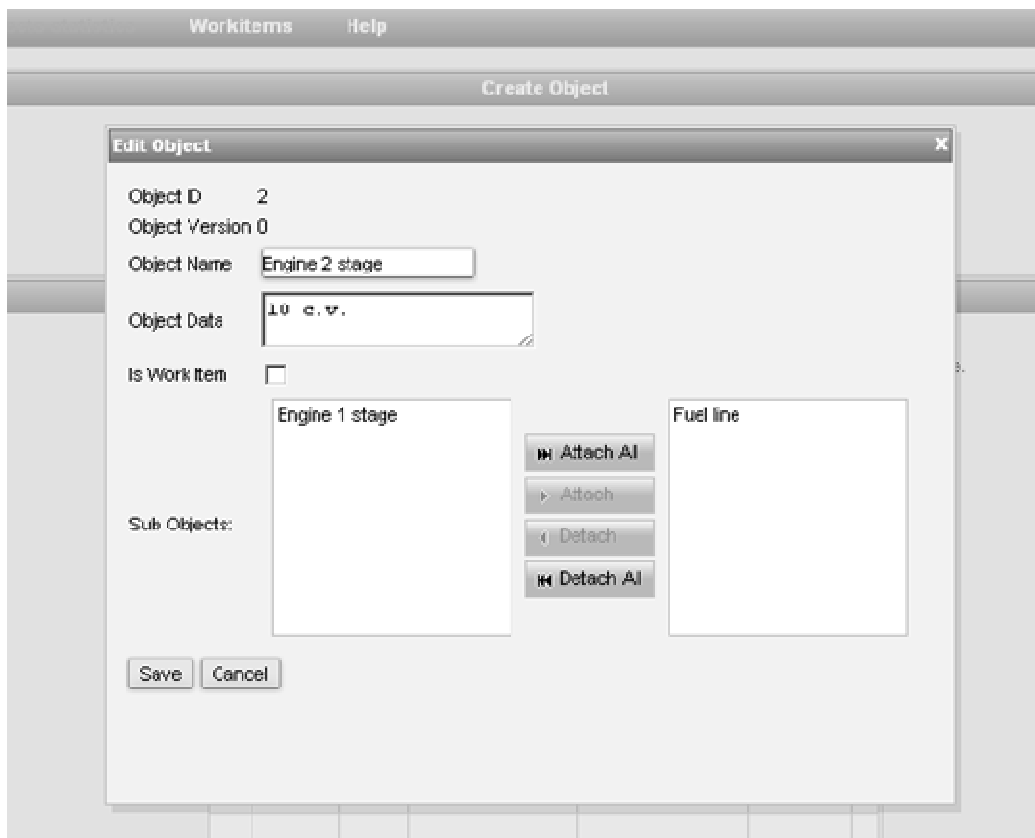 Workitems Help
Create Object
Edit Object x
Object ID 2
Object Version 0
Object Name Engine 2 stage
Object Data 10 c.v.
Is Work Item
Engine 1 stage Fuel line
Attach All
Attach
Sub Objects:
Detach
Detach All
Save Cancel